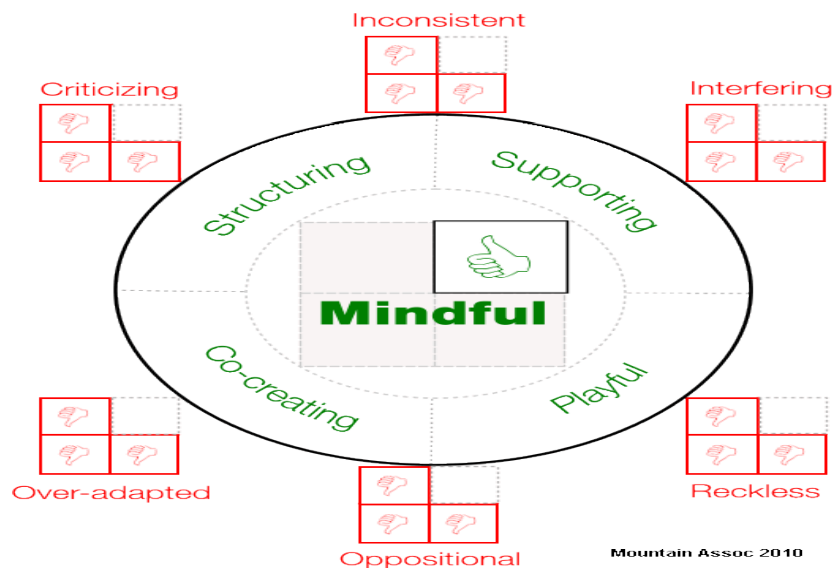 Inconsistent
Criticizing
Interfering
Structuring
Supporting
Mindful
Co-creating
Playful
Over-adapted
Reckless
Oppositional
Mountain Assoc 2010